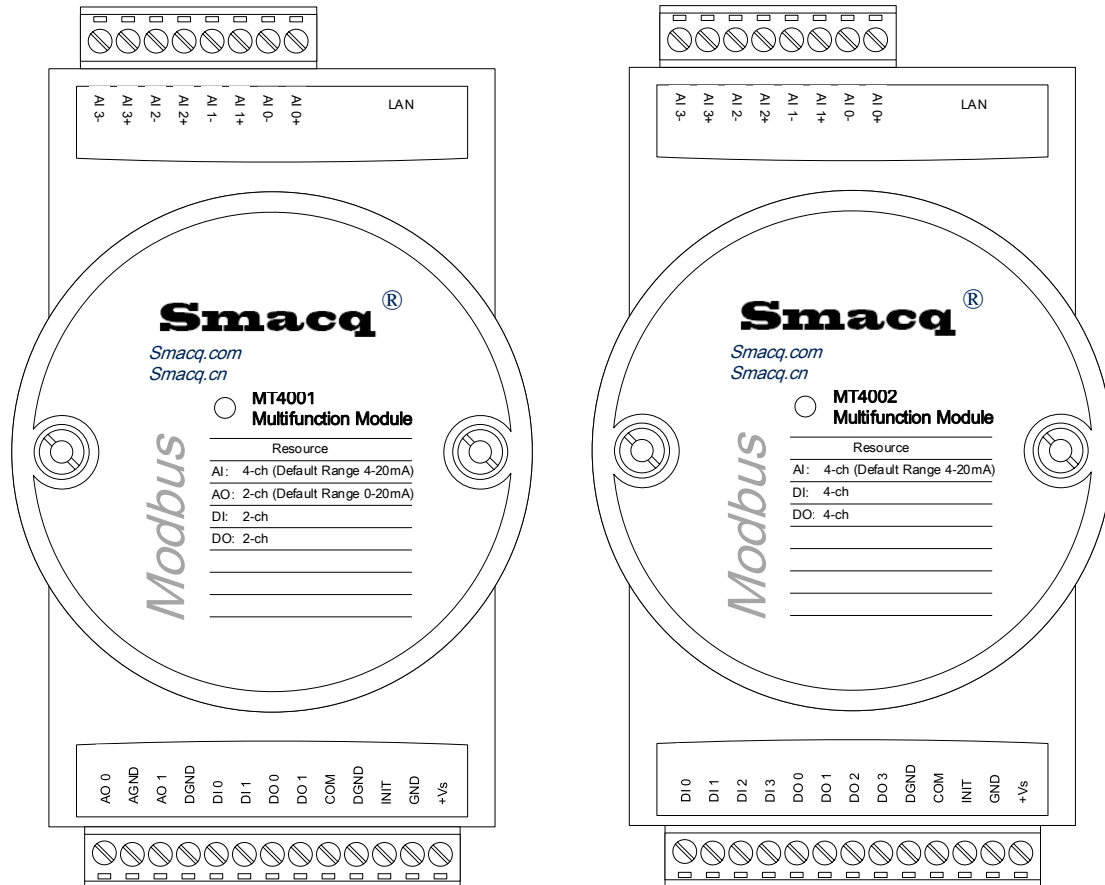 AI 3- AI 3+ AI 2- AI 2+ AI 1- AI 1+ AI 0- AI 0+ LAN
Smacq ®
Smacq.com
Smacq.cn
MT4001
Multifunction Module
Modbus
Resource
AI: 4-ch (Default Range 4-20mA)
AO: 2-ch (Default Range 0-20mA)
DI: 2-ch
DO: 2-ch
AO 0 AGND AO 1 DGND DI 0 DI 1 DO 0 DO 1 COM DGND INIT GND +Vs
AI 3- AI 3+ AI 2- AI 2+ AI 1- AI 1+ AI 0- AI 0+ LAN
Smacq ®
Smacq.com
Smacq.cn
MT4002
Multifunction Module
Modbus
Resource
AI: 4-ch (Default Range 4-20mA)
DI: 4-ch
DO: 4-ch
DI 0 DI 1 DI 2 DI 3 DO 0 DO 1 DO 2 DO 3 DGND COM INIT GND +Vs